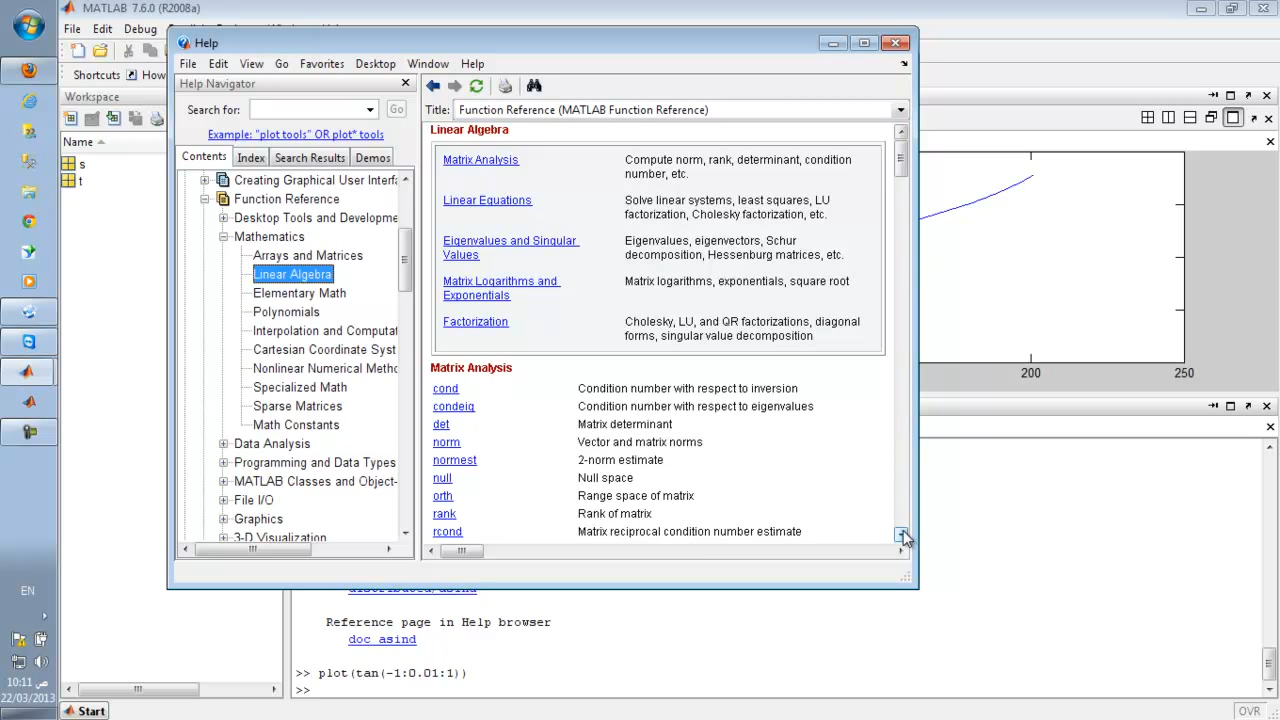 MATLAB 7.6.0 (R2008a)
File Edit Debug
Shortcuts How
Workspace
Name
s
t
Help
File Edit View Go Favorites Desktop Window Help
Help Navigator
Search for:
Go
Example: "plot tools" OR plot* tools
Contents Index Search Results Demos
Creating Graphical User Interfa
Function Reference
Desktop Tools and Developme
Mathematics
Arrays and Matrices
Linear Algebra
Elementary Math
Polynomials
Interpolation and Computat
Cartesian Coordinate Syst
Nonlinear Numerical Metho
Specialized Math
Sparse Matrices
Math Constants
Data Analysis
Programming and Data Types
MATLAB Classes and Object-
File I/O
Graphics
3-D Visualization
Title: Function Reference (MATLAB Function Reference)
Linear Algebra
Matrix Analysis Compute norm, rank, determinant, condition
number, etc.
Linear Equations Solve linear systems, least squares, LU
factorization, Cholesky factorization, etc.
Eigenvalues and Singular Eigenvalues, eigenvectors, Schur
Values decomposition, Hessenburg matrices, etc.
Matrix Logarithms and Matrix logarithms, exponentials, square root
Exponentials
Factorization Cholesky, LU, and QR factorizations, diagonal
forms, singular value decomposition
Matrix Analysis
cond Condition number with respect to inversion
condeig Condition number with respect to eigenvalues
det Matrix determinant
norm Vector and matrix norms
normest 2-norm estimate
null Null space
orth Range space of matrix
rank Rank of matrix
rcond Matrix reciprocal condition number estimate
200 250
distributed/asind
Reference page in Help browser
doc asind
>> plot(tan(-1:0.01:1))
>>
EN
10:11 ص
22/03/2013
Start
OVR